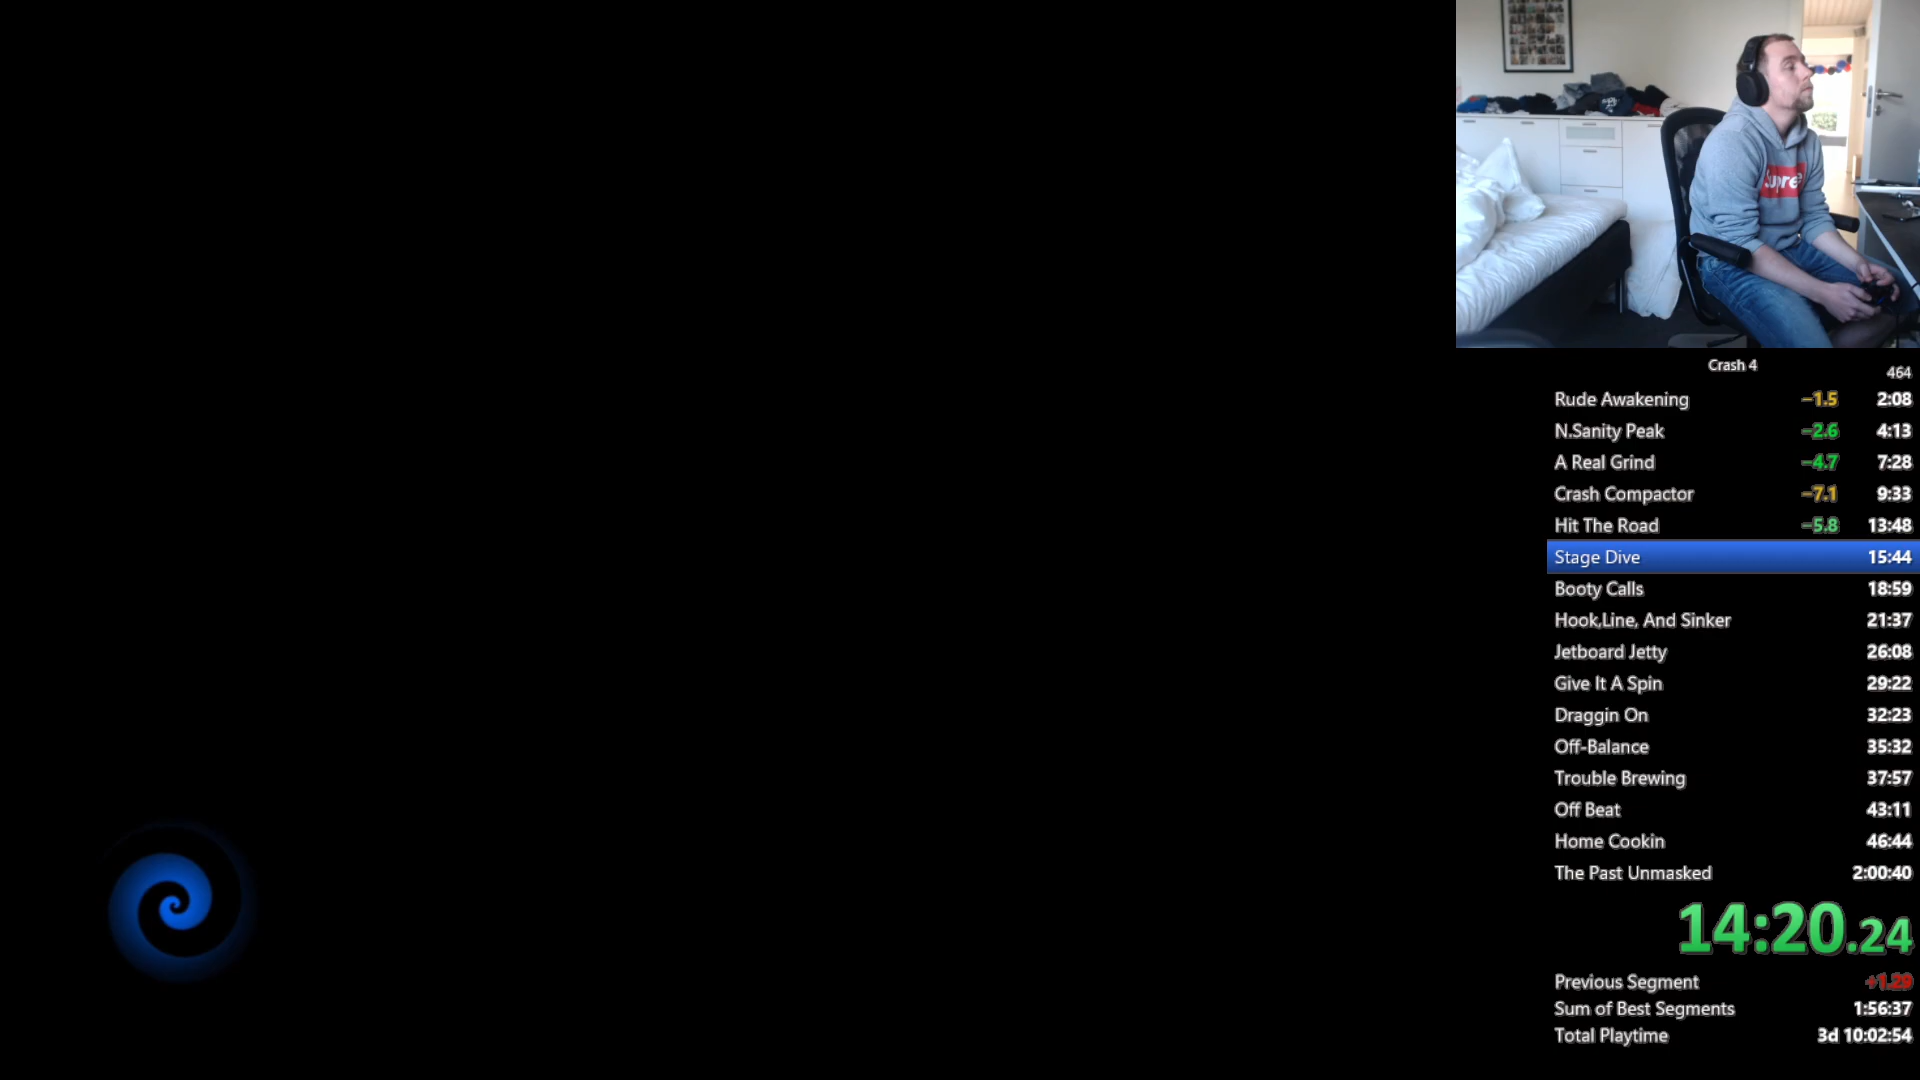 Supre
Crash 4
464
Rude Awakening −1.5 2:08
N.Sanity Peak −2.6 4:13
A Real Grind −4.7 7:28
Crash Compactor −7.1 9:33
Hit The Road −5.8 13:48
Stage Dive 15:44
Booty Calls 18:59
Hook,Line, And Sinker 21:37
Jetboard Jetty 26:08
Give It A Spin 29:22
Draggin On 32:23
Off-Balance 35:32
Trouble Brewing 37:57
Off Beat 43:11
Home Cookin 46:44
The Past Unmasked 2:00:40
14:20.24
Previous Segment +1.29
Sum of Best Segments 1:56:37
Total Playtime 3d 10:02:54